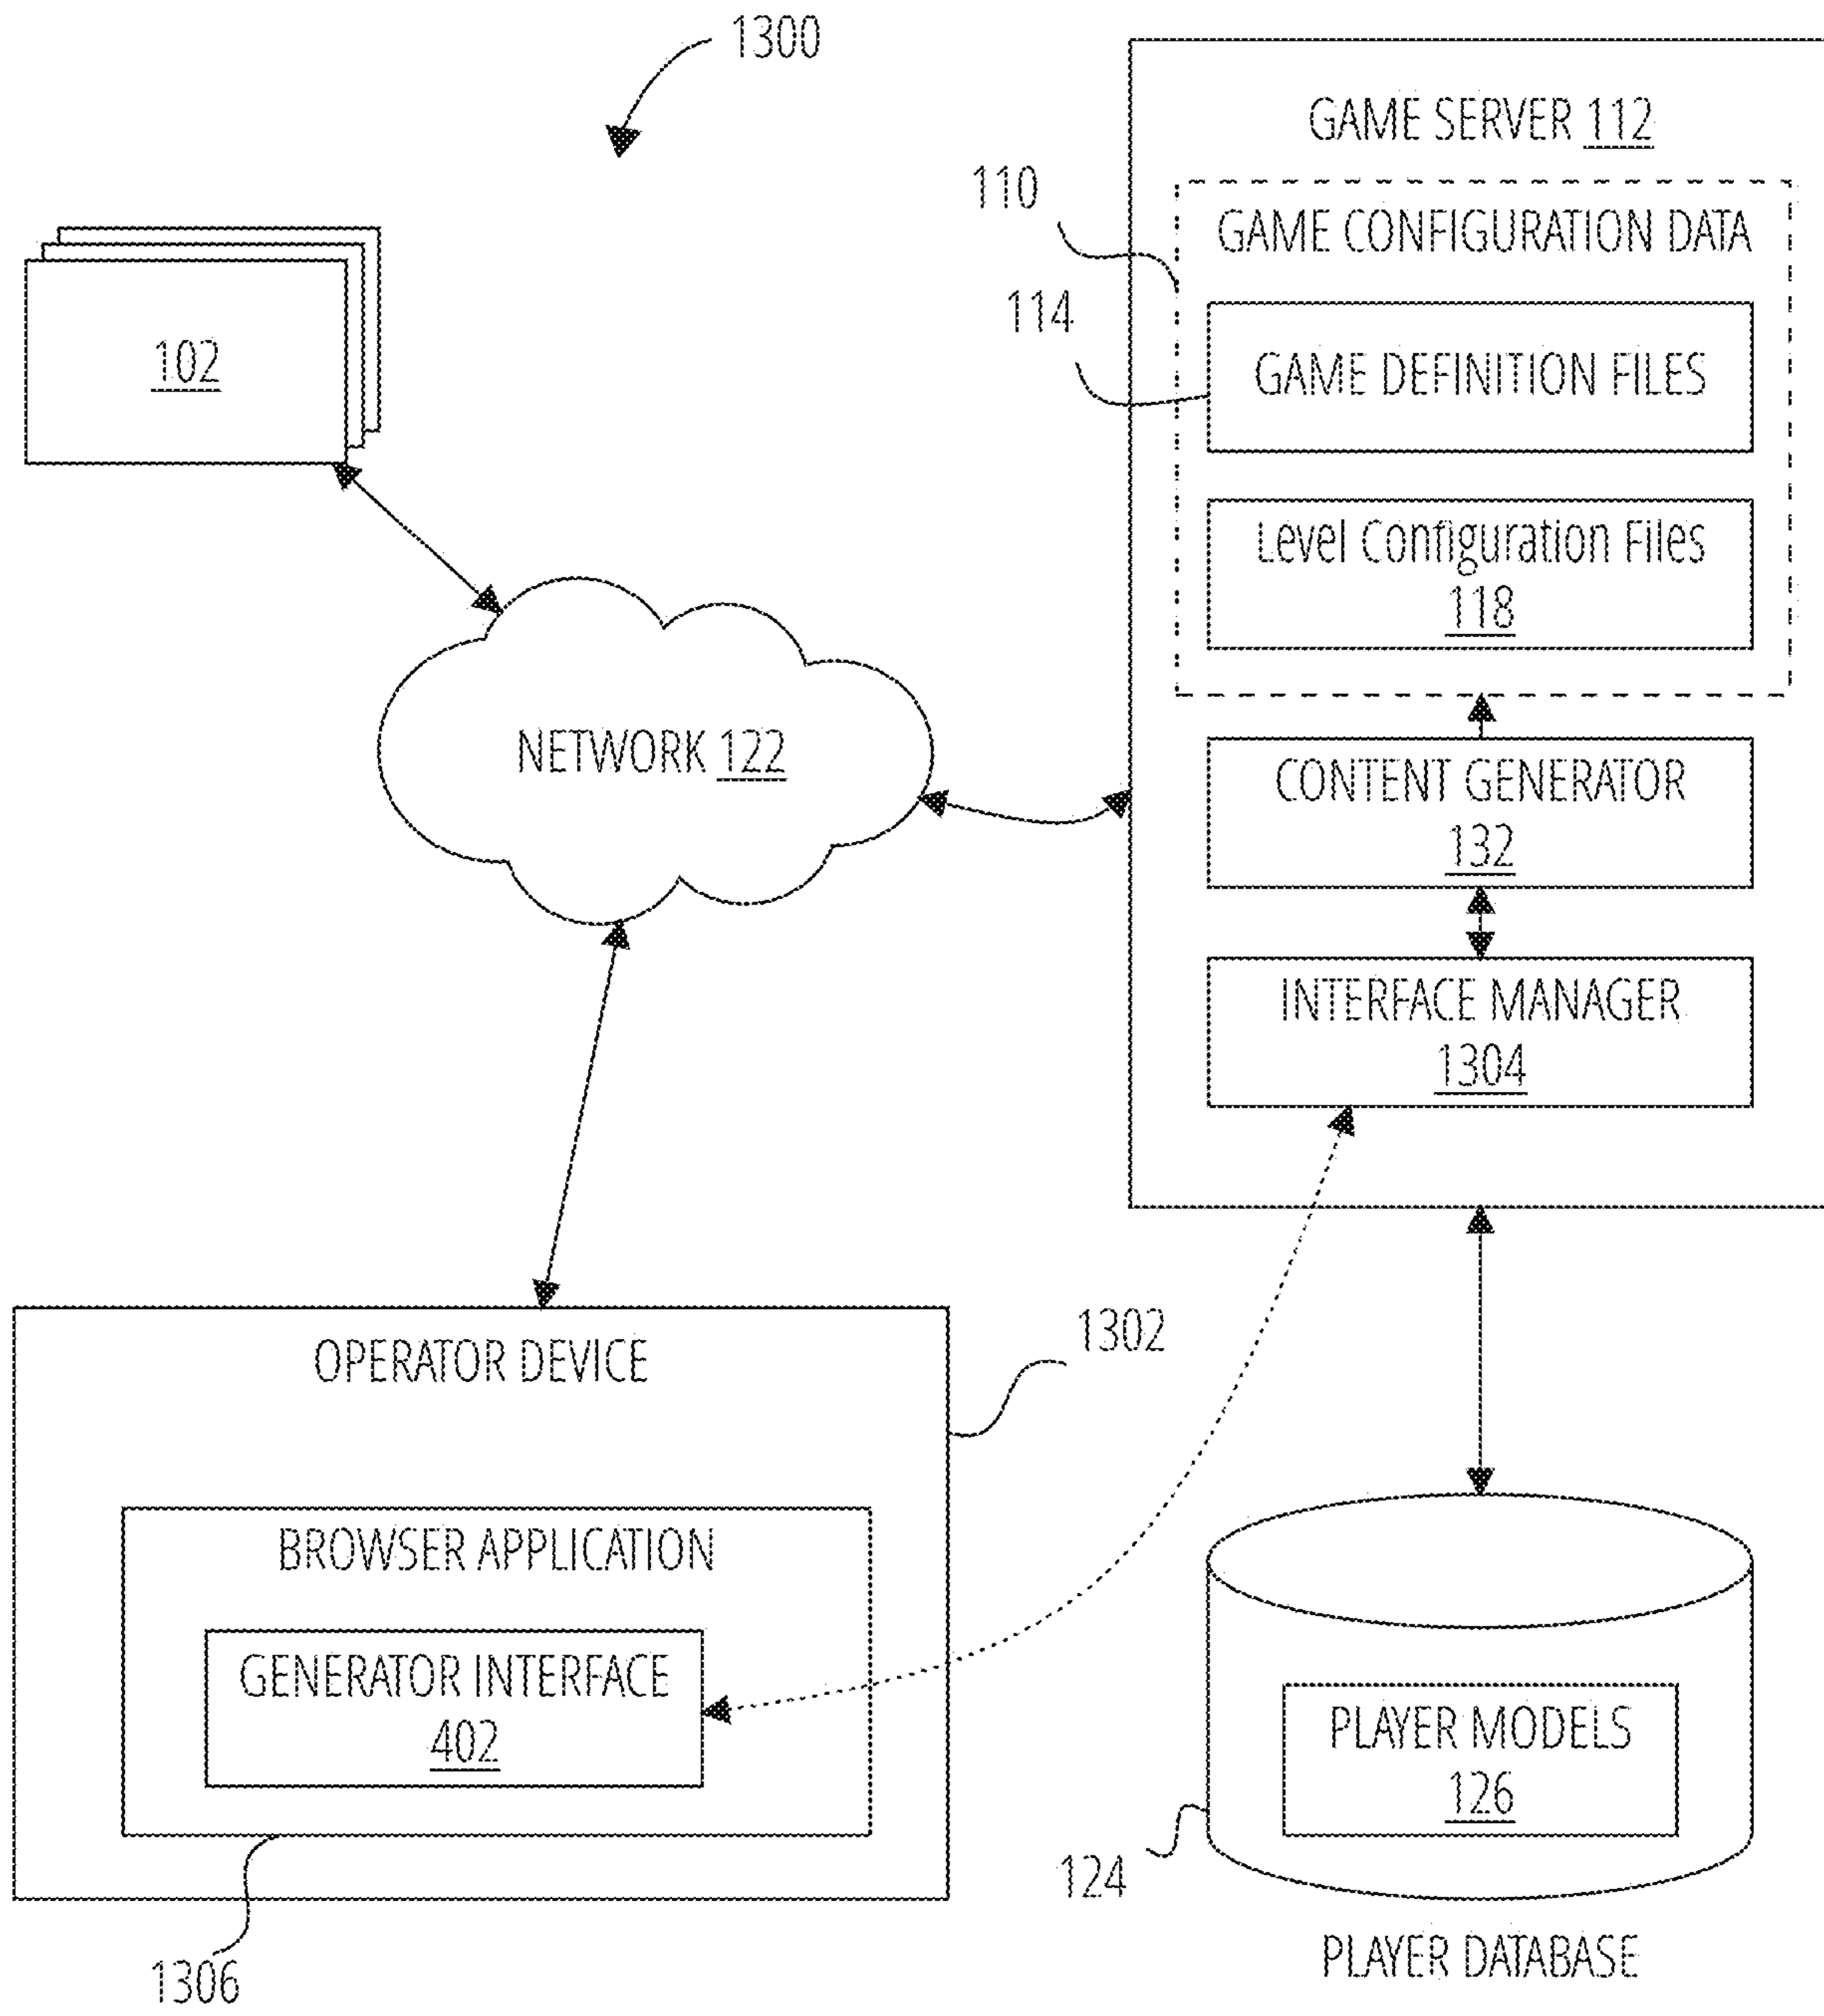 1300
GAME SERVER 112
110
GAME CONFIGURATION DATA
114
GAME DEFINITION FILES
102
Level Configuration Files
118
NETWORK 122
CONTENT GENERATOR
132
INTERFACE MANAGER
1304
OPERATOR DEVICE
1302
BROWSER APPLICATION
GENERATOR INTERFACE
402
1306
PLAYER MODELS
126
124
PLAYER DATABASE